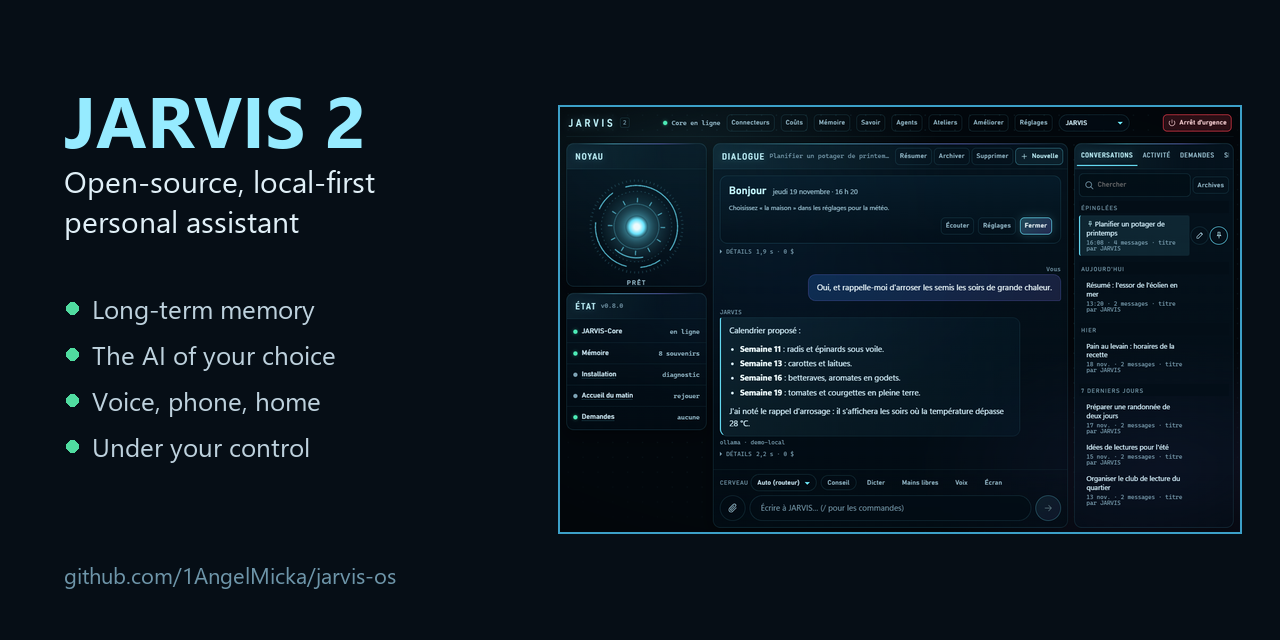 JARVIS 2
Open-source, local-first
personal assistant
Long-term memory
The AI of your choice
Voice, phone, home
Under your control
github.com/1AngelMicka/jarvis-os
JARVIS 2
Core en ligne
Connecteurs
Coûts
Mémoire
Savoir
Agents
Ateliers
Améliorer
Réglages
JARVIS
Arrêt d'urgence
NOYAU
PRÊT
ÉTAT v0.8.0
JARVIS-Core en ligne
Mémoire 8 souvenirs
Installation diagnostic
Accueil du matin rejouer
Demandes aucune
DIALOGUE Planifier un potager de printem…
Résumer
Archiver
Supprimer
+ Nouvelle
Bonjour jeudi 19 novembre · 16 h 20
Choisissez « la maison » dans les réglages pour la météo.
Écouter
Réglages
Fermer
DÉTAILS 1,9 s · 0 $
Vous
Oui, et rappelle-moi d'arroser les semis les soirs de grande chaleur.
JARVIS
Calendrier proposé :
• Semaine 11 : radis et épinards sous voile.
• Semaine 13 : carottes et laitues.
• Semaine 16 : betteraves, aromates en godets.
• Semaine 19 : tomates et courgettes en pleine terre.
J'ai noté le rappel d'arrosage : il s'affichera les soirs où la température dépasse
28 °C.
ollama · demo-local
DÉTAILS 2,2 s · 0 $
CERVEAU
Auto (routeur)
Conseil
Dicter
Mains libres
Voix
Écran
Écrire à JARVIS… (/ pour les commandes)
CONVERSATIONS
ACTIVITÉ
DEMANDES
Chercher
Archives
ÉPINGLÉES
Planifier un potager de
printemps
16:08 · 4 messages · titre
par JARVIS
AUJOURD'HUI
Résumé : l'essor de l'éolien en
mer
13:20 · 2 messages · titre
par JARVIS
HIER
Pain au levain : horaires de la
recette
18 nov. · 2 messages · titre
par JARVIS
7 DERNIERS JOURS
Préparer une randonnée de
deux jours
17 nov. · 2 messages · titre
par JARVIS
Idées de lectures pour l'été
15 nov. · 2 messages · titre
par JARVIS
Organiser le club de lecture du
quartier
13 nov. · 2 messages · titre
par JARVIS